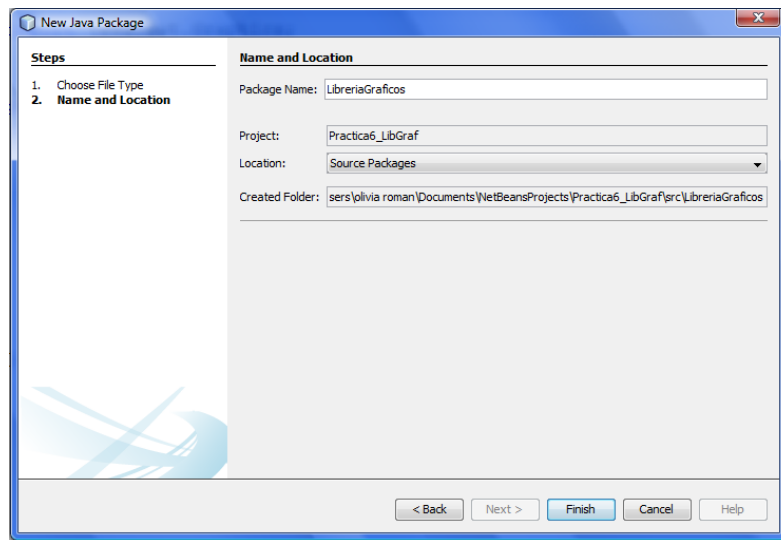 New Java Package
Steps
1. Choose File Type
2. Name and Location
Name and Location
Package Name: LibreriaGraficos
Project: Practica6_LibGraf
Location: Source Packages
Created Folder: sers\olivia roman\Documents\NetBeansProjects\Practica6_LibGraf\src\LibreriaGraficos
< Back Next > Finish Cancel Help